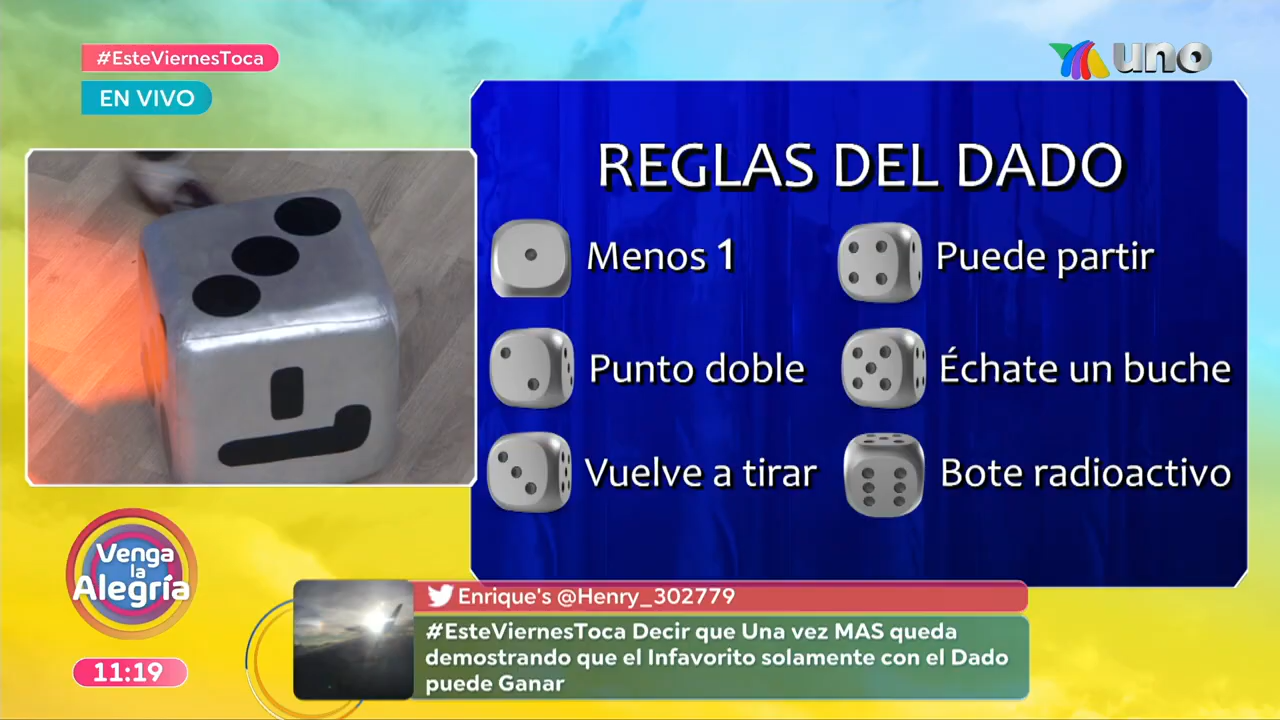 #EsteViernesToca
EN VIVO
uno
REGLAS DEL DADO
Menos 1
Puede partir
Punto doble
Échate un buche
Vuelve a tirar
Bote radioactivo
Venga
la
Alegría
11:19
Enrique's @Henry_302779
#EsteViernesToca Decir que Una vez MAS queda
demostrando que el Infavorito solamente con el Dado
puede Ganar